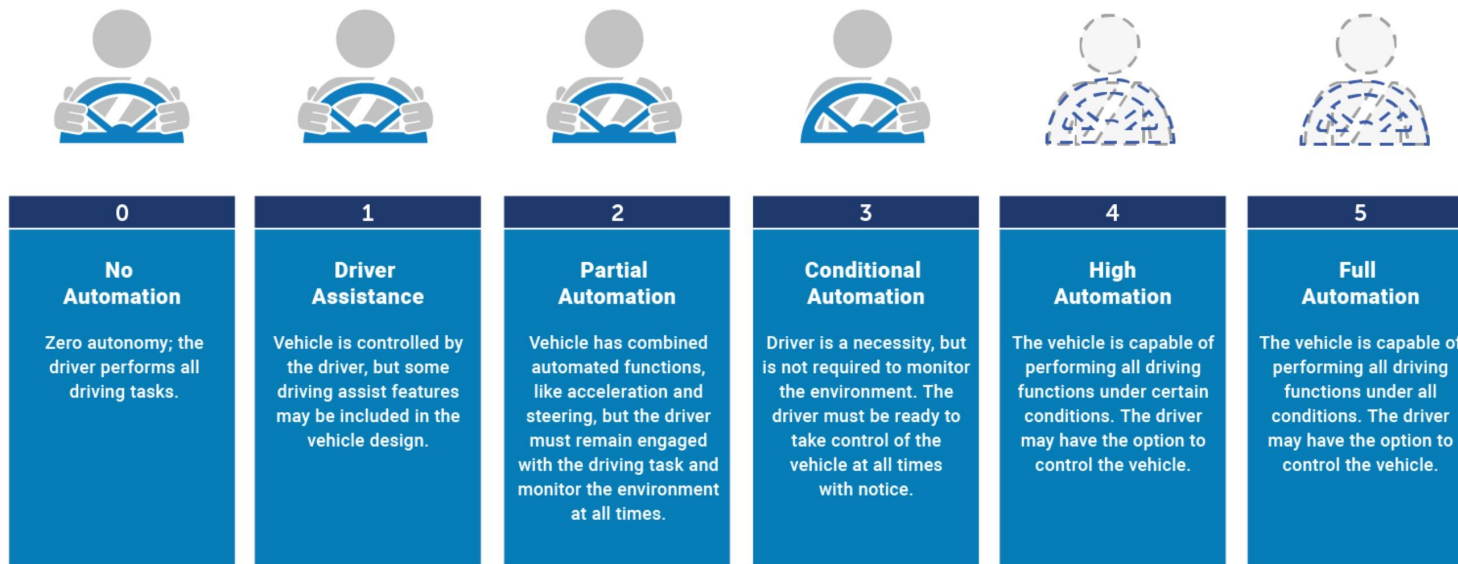 0
No
Automation
Zero autonomy; the
driver performs all
driving tasks.
1
Driver
Assistance
Vehicle is controlled by
the driver, but some
driving assist features
may be included in the
vehicle design.
2
Partial
Automation
Vehicle has combined
automated functions,
like acceleration and
steering, but the driver
must remain engaged
with the driving task and
monitor the environment
at all times.
3
Conditional
Automation
Driver is a necessity, but
is not required to monitor
the environment. The
driver must be ready to
take control of the
vehicle at all times
with notice.
4
High
Automation
The vehicle is capable of
performing all driving
functions under certain
conditions. The driver
may have the option to
control the vehicle.
5
Full
Automation
The vehicle is capable of
performing all driving
functions under all
conditions. The driver
may have the option to
control the vehicle.